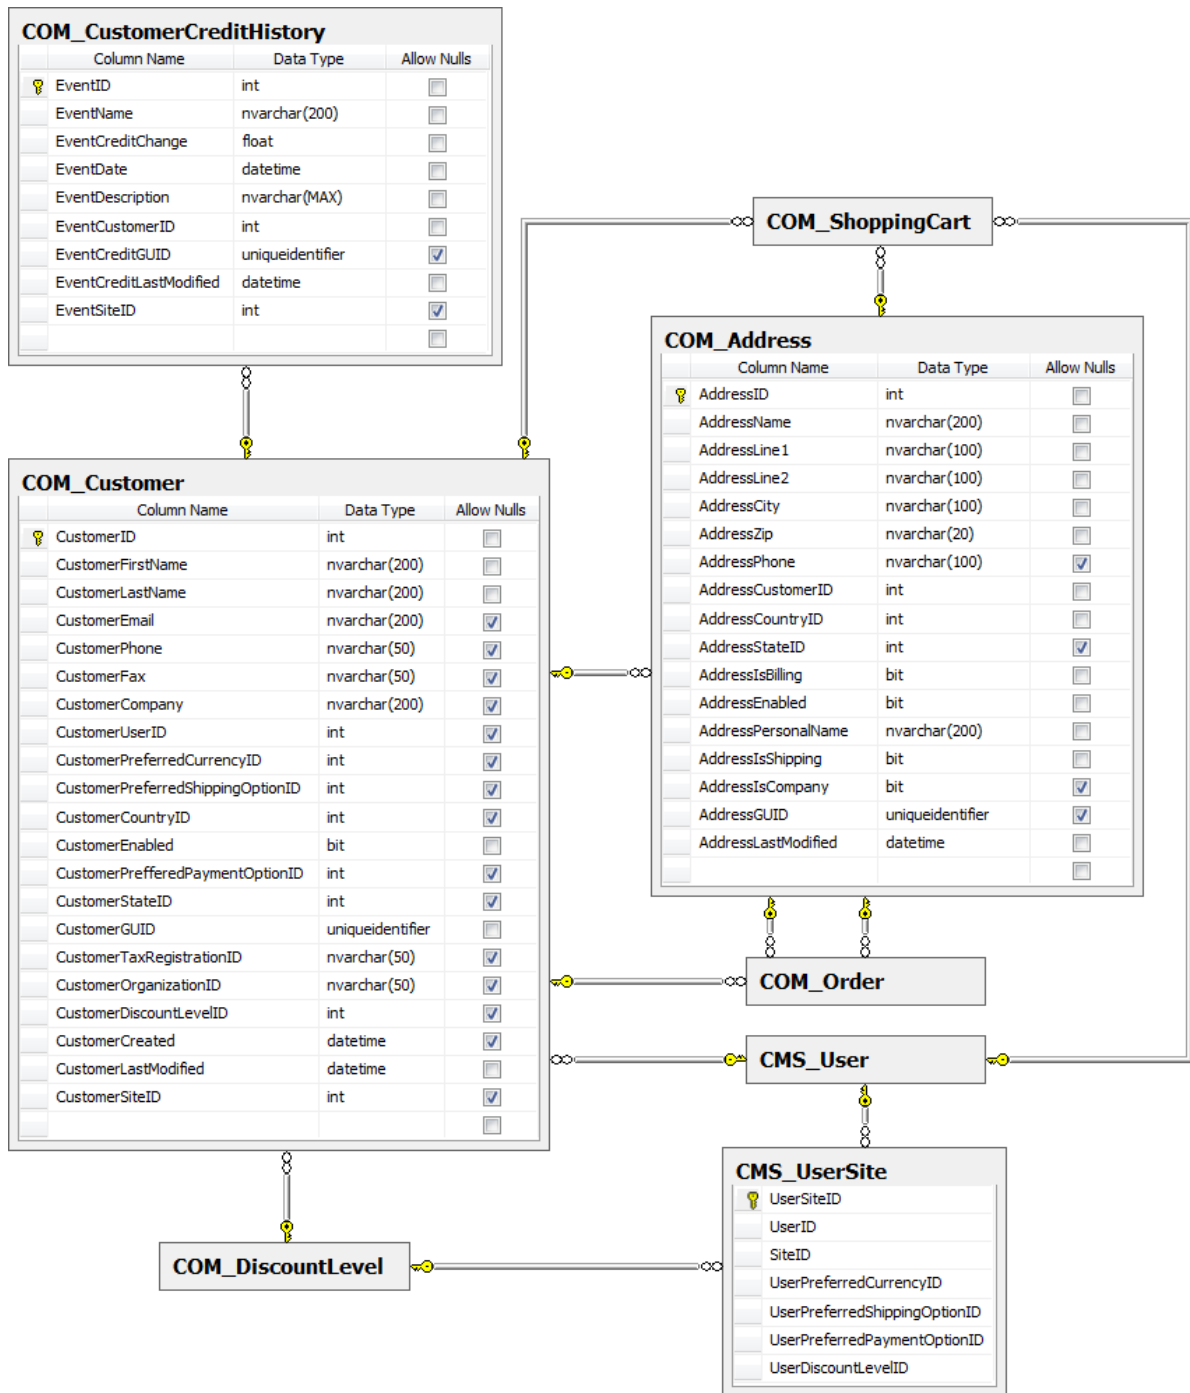 COM_CustomerCreditHistory
Column Name Data Type Allow Nulls
EventID int
EventName nvarchar(200)
EventCreditChange float
EventDate datetime
EventDescription nvarchar(MAX)
EventCustomerID int
EventCreditGUID uniqueidentifier
EventCreditLastModified datetime
EventSiteID int
COM_ShoppingCart
COM_Address
Column Name Data Type Allow Nulls
AddressID int
AddressName nvarchar(200)
AddressLine1 nvarchar(100)
AddressLine2 nvarchar(100)
AddressCity nvarchar(100)
AddressZip nvarchar(20)
AddressPhone nvarchar(100)
AddressCustomerID int
AddressCountryID int
AddressStateID int
AddressIsBilling bit
AddressEnabled bit
AddressPersonalName nvarchar(200)
AddressIsShipping bit
AddressIsCompany bit
AddressGUID uniqueidentifier
AddressLastModified datetime
COM_Customer
Column Name Data Type Allow Nulls
CustomerID int
CustomerFirstName nvarchar(200)
CustomerLastName nvarchar(200)
CustomerEmail nvarchar(200)
CustomerPhone nvarchar(50)
CustomerFax nvarchar(50)
CustomerCompany nvarchar(200)
CustomerUserID int
CustomerPreferredCurrencyID int
CustomerPreferredShippingOptionID int
CustomerCountryID int
CustomerEnabled bit
CustomerPrefferedPaymentOptionID int
CustomerStateID int
CustomerGUID uniqueidentifier
CustomerTaxRegistrationID nvarchar(50)
CustomerOrganizationID nvarchar(50)
CustomerDiscountLevelID int
CustomerCreated datetime
CustomerLastModified datetime
CustomerSiteID int
COM_Order
CMS_User
CMS_UserSite
UserSiteID
UserID
SiteID
UserPreferredCurrencyID
UserPreferredShippingOptionID
UserPreferredPaymentOptionID
UserDiscountLevelID
COM_DiscountLevel